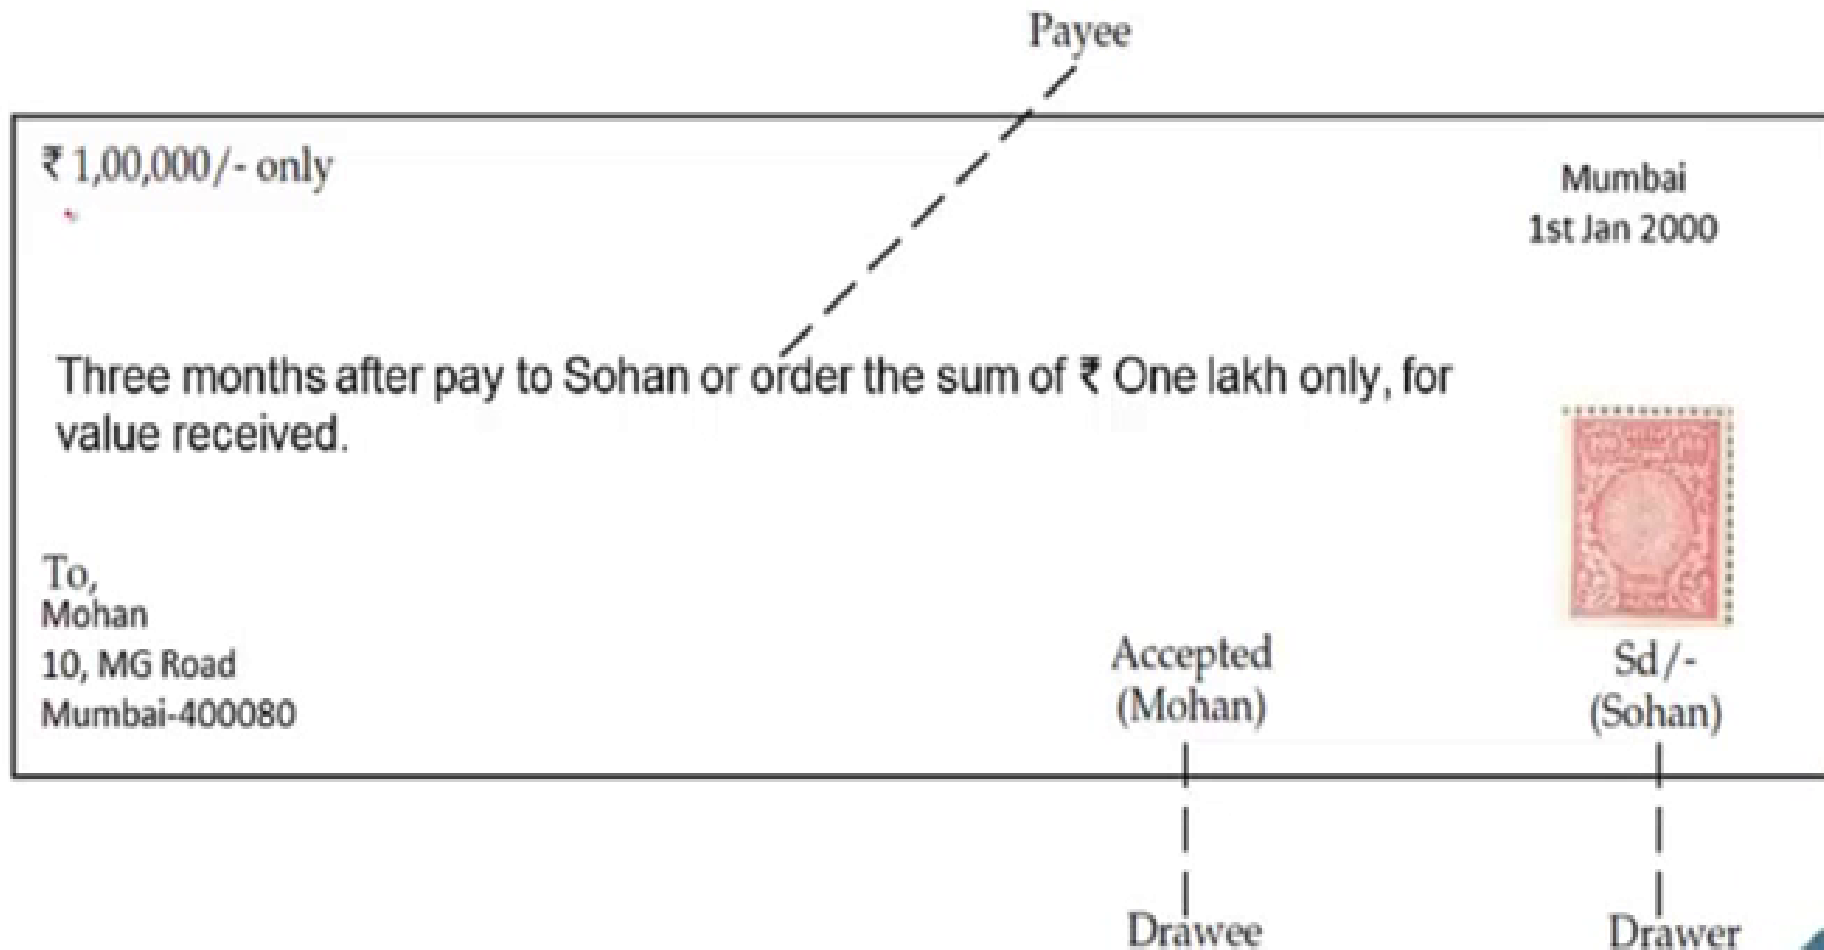 Payee
₹ 1,00,000/- only
Mumbai
1st Jan 2000
Three months after pay to Sohan or order the sum of ₹ One lakh only, for
value received.
To,
Mohan
10, MG Road
Mumbai-400080
Accepted
(Mohan)
Sd/-
(Sohan)
Drawee
Drawer